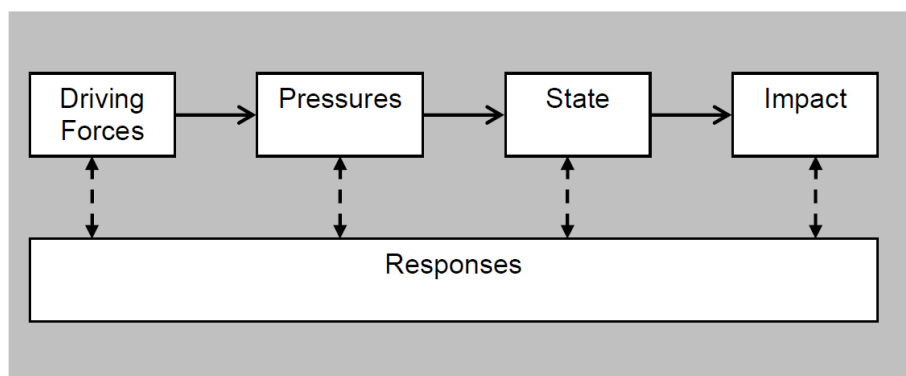 Driving
Forces
Pressures
State
Impact
Responses